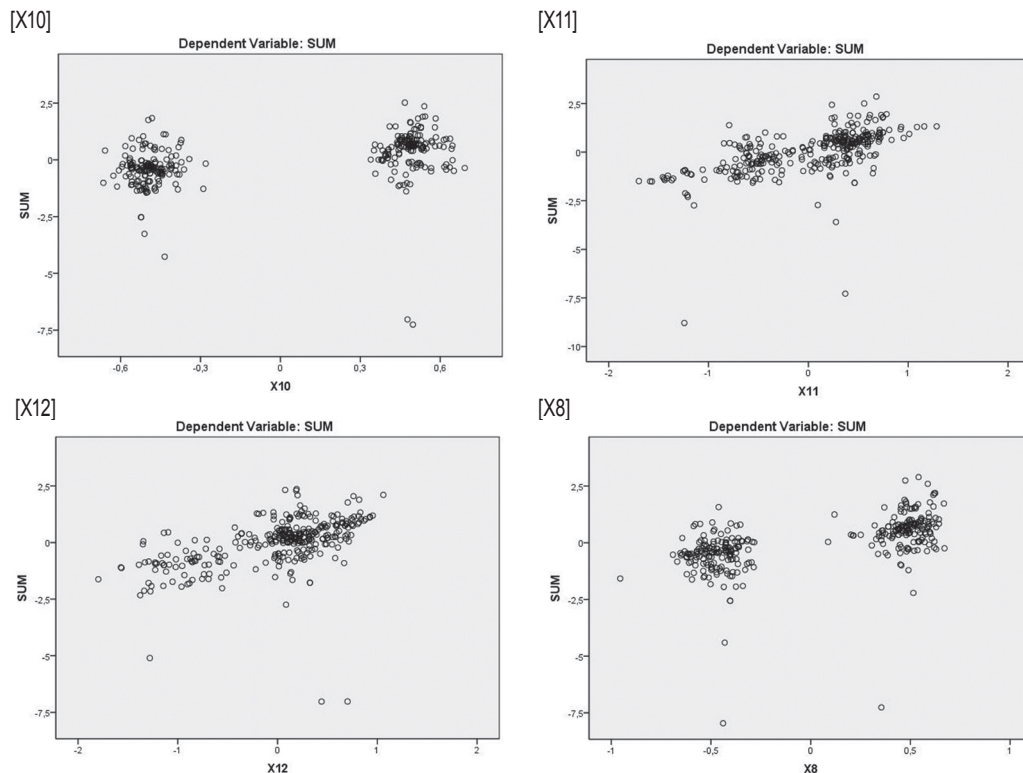 [X10]
Dependent Variable: SUM
2,5
0
-2,5
-5
-7,5
SUM
-0,6 -0,3 0 0,3 0,6
X10
[X11]
Dependent Variable: SUM
5
2,5
0
-2,5
-5
-7,5
-10
SUM
-2 -1 0 1 2
X11
[X12]
Dependent Variable: SUM
2,5
0
-2,5
-5
-7,5
SUM
-2 -1 0 1 2
X12
[X8]
Dependent Variable: SUM
2,5
0
-2,5
-5
-7,5
SUM
-1 -0,5 0 0,5 1
X8